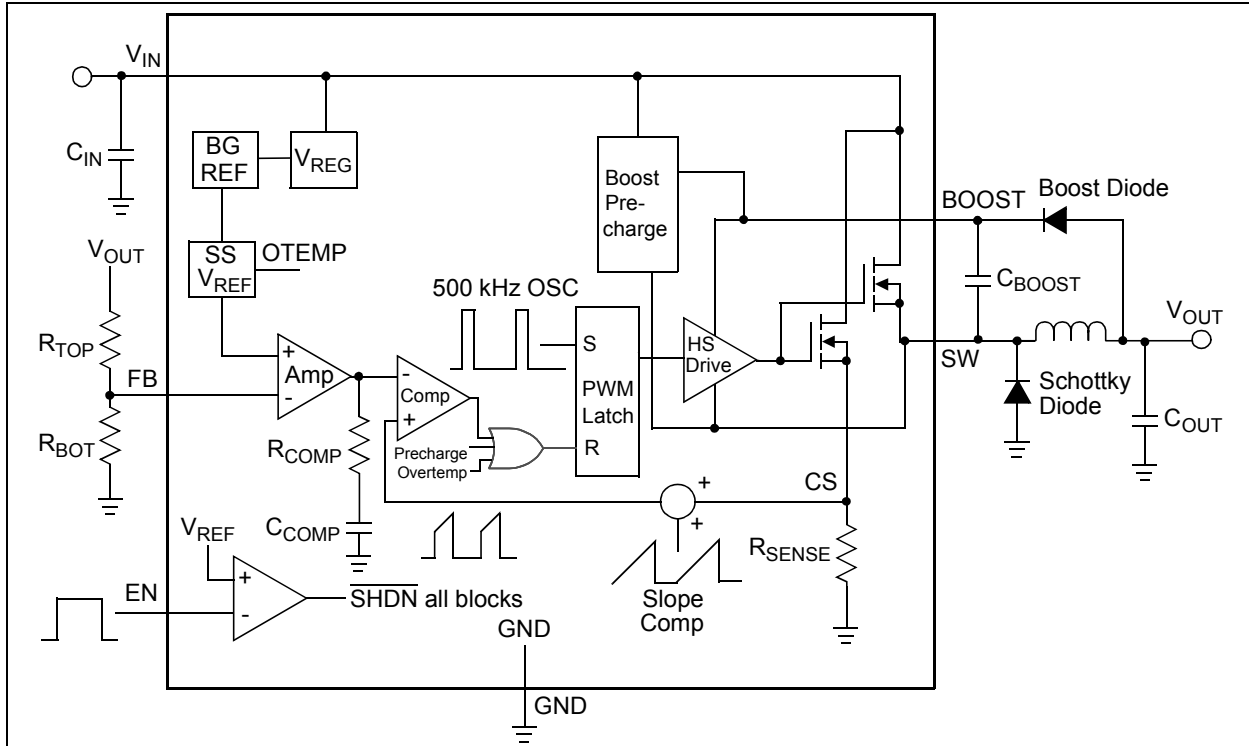 VIN
CIN
BG
REF
VREG
SS
VREF
OTEMP
VOUT
RTOP
FB
RBOT
+
Amp
-
RCOMP
CCOMP
-
Comp
+
Precharge
Overtemp
500 kHz OSC
S
PWM
Latch
R
Boost
Pre-
charge
HS
Drive
BOOST
Boost Diode
CBOOST
SW
VOUT
Schottky
Diode
COUT
CS
+
+
RSENSE
Slope
Comp
VREF
EN
+
-
SHDN all blocks
GND
GND